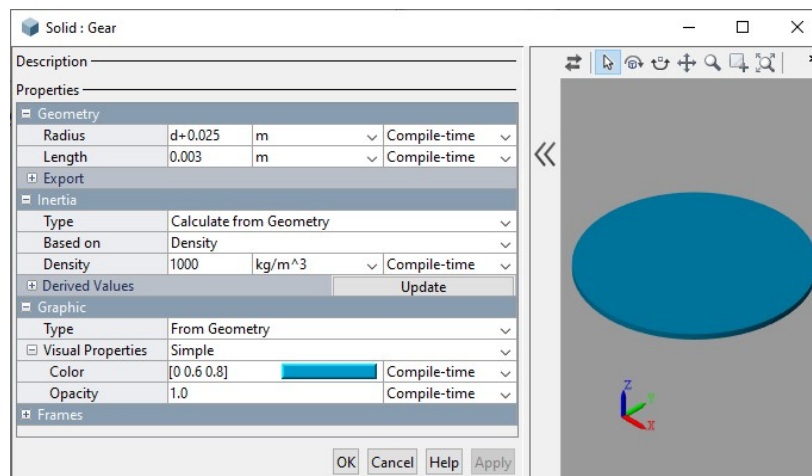 Solid : Gear
Description
Properties
Geometry
Radius d+0.025 m Compile-time
Length 0.003 m Compile-time
Export
Inertia
Type Calculate from Geometry
Based on Density
Density 1000 kg/m^3 Compile-time
Derived Values Update
Graphic
Type From Geometry
Visual Properties Simple
Color [0 0.6 0.8] Compile-time
Opacity 1.0 Compile-time
Frames
OK Cancel Help Apply
Z
Y
X